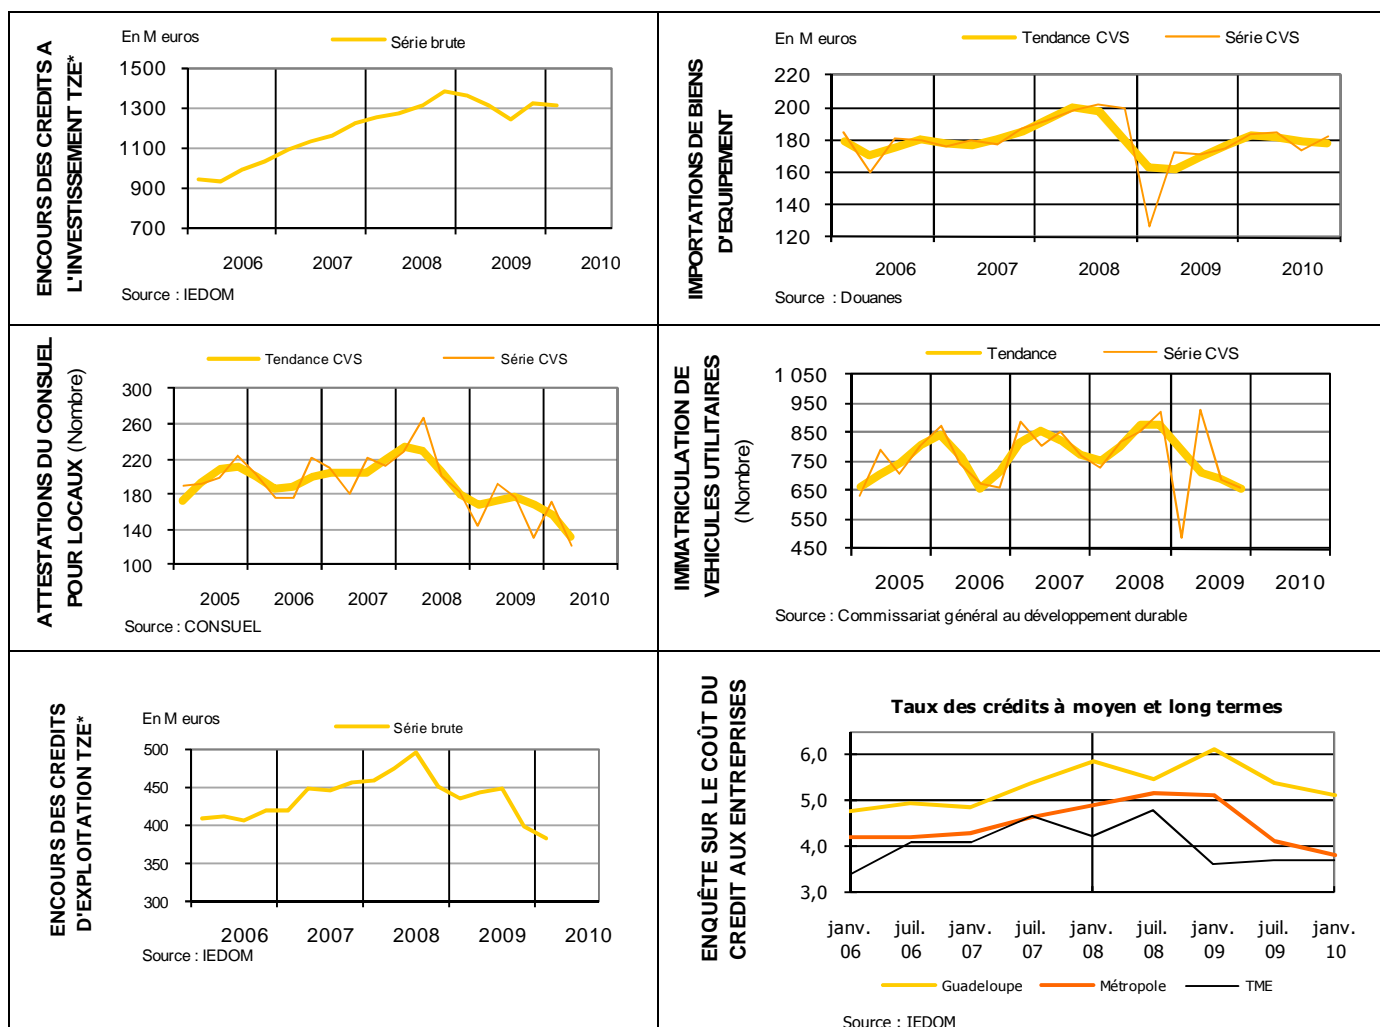 ENCOURS DES CREDITS A
L'INVESTISSEMENT TZE*
En M euros
Série brute
1500
1300
1100
900
700
2006 2007 2008 2009 2010
Source : IEDOM
IMPORTATIONS DE BIENS
D'EQUIPEMENT
En M euros
Tendance CVS Série CVS
220
200
180
160
140
120
2006 2007 2008 2009 2010
Source : Douanes
ATTESTATIONS DU CONSUEL
POUR LOCAUX (Nombre)
Tendance CVS Série CVS
300
260
220
180
140
100
2005 2006 2007 2008 2009 2010
Source : CONSUEL
IMMATRICULATION DE
VEHICULES UTILITAIRES
(Nombre)
Tendance Série CVS
1 050
950
850
750
650
550
450
2005 2006 2007 2008 2009 2010
Source : Commissariat général au développement durable
ENCOURS DES CREDITS
D'EXPLOITATION TZE*
En M euros
Série brute
500
450
400
350
300
2006 2007 2008 2009 2010
Source : IEDOM
ENQUÊTE SUR LE COÛT DU
CREDIT AUX ENTREPRISES
Taux des crédits à moyen et long termes
6,0
5,0
4,0
3,0
janv. juil. janv. juil. janv. juil. janv. juil. janv.
06 06 07 07 08 08 09 09 10
Guadeloupe Métropole TME
Source : IEDOM